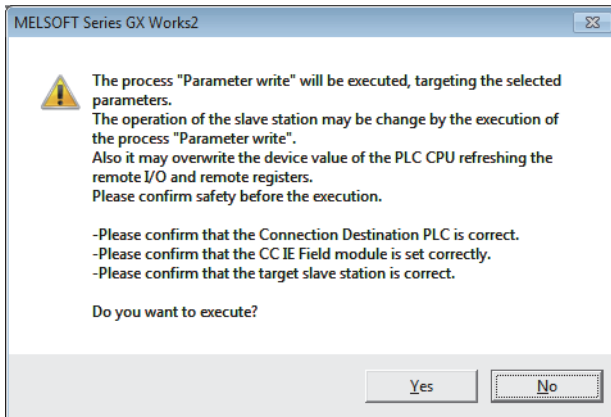 MELSOFT Series GX Works2
The process "Parameter write" will be executed, targeting the selected
parameters.
The operation of the slave station may be change by the execution of
the process "Parameter write".
Also it may overwrite the device value of the PLC CPU refreshing the
remote I/O and remote registers.
Please confirm safety before the execution.
-Please confirm that the Connection Destination PLC is correct.
-Please confirm that the CC IE Field module is set correctly.
-Please confirm that the target slave station is correct.
Do you want to execute?
Yes No